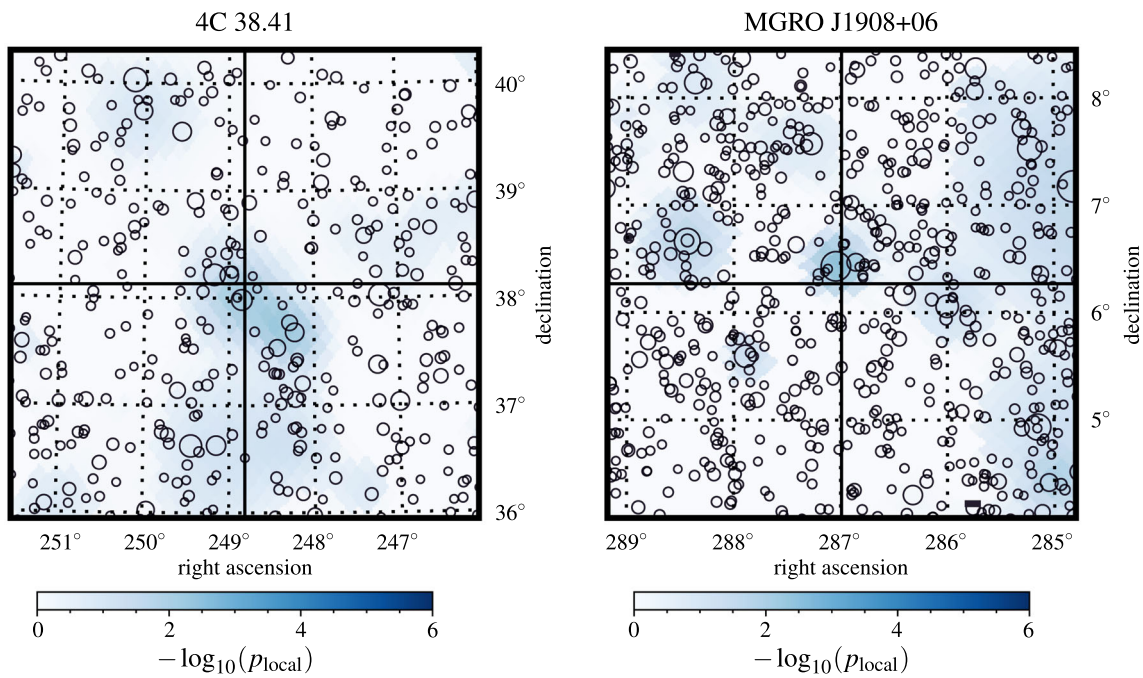 4C 38.41
40°
39°
38°
37°
36°
declination
251° 250° 249° 248° 247°
right ascension
0 2 4 6
−log₁₀(p_local)
MGRO J1908+06
8°
7°
6°
5°
declination
289° 288° 287° 286° 285°
right ascension
0 2 4 6
−log₁₀(p_local)